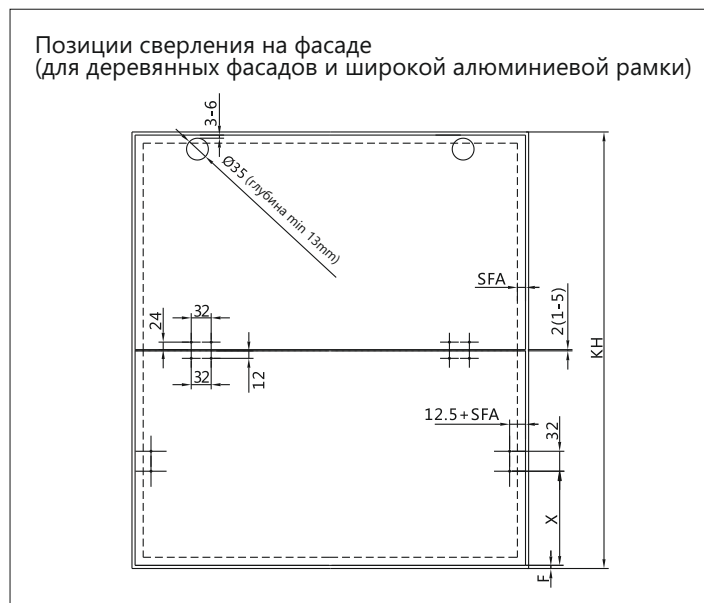 Позиции сверления на фасаде
(для деревянных фасадов и широкой алюминиевой рамки)
3-6
Ø35 (глубина min 13mm)
SFA
32
24
2(1-5)
KH
32
12
12.5+SFA
32
X
F